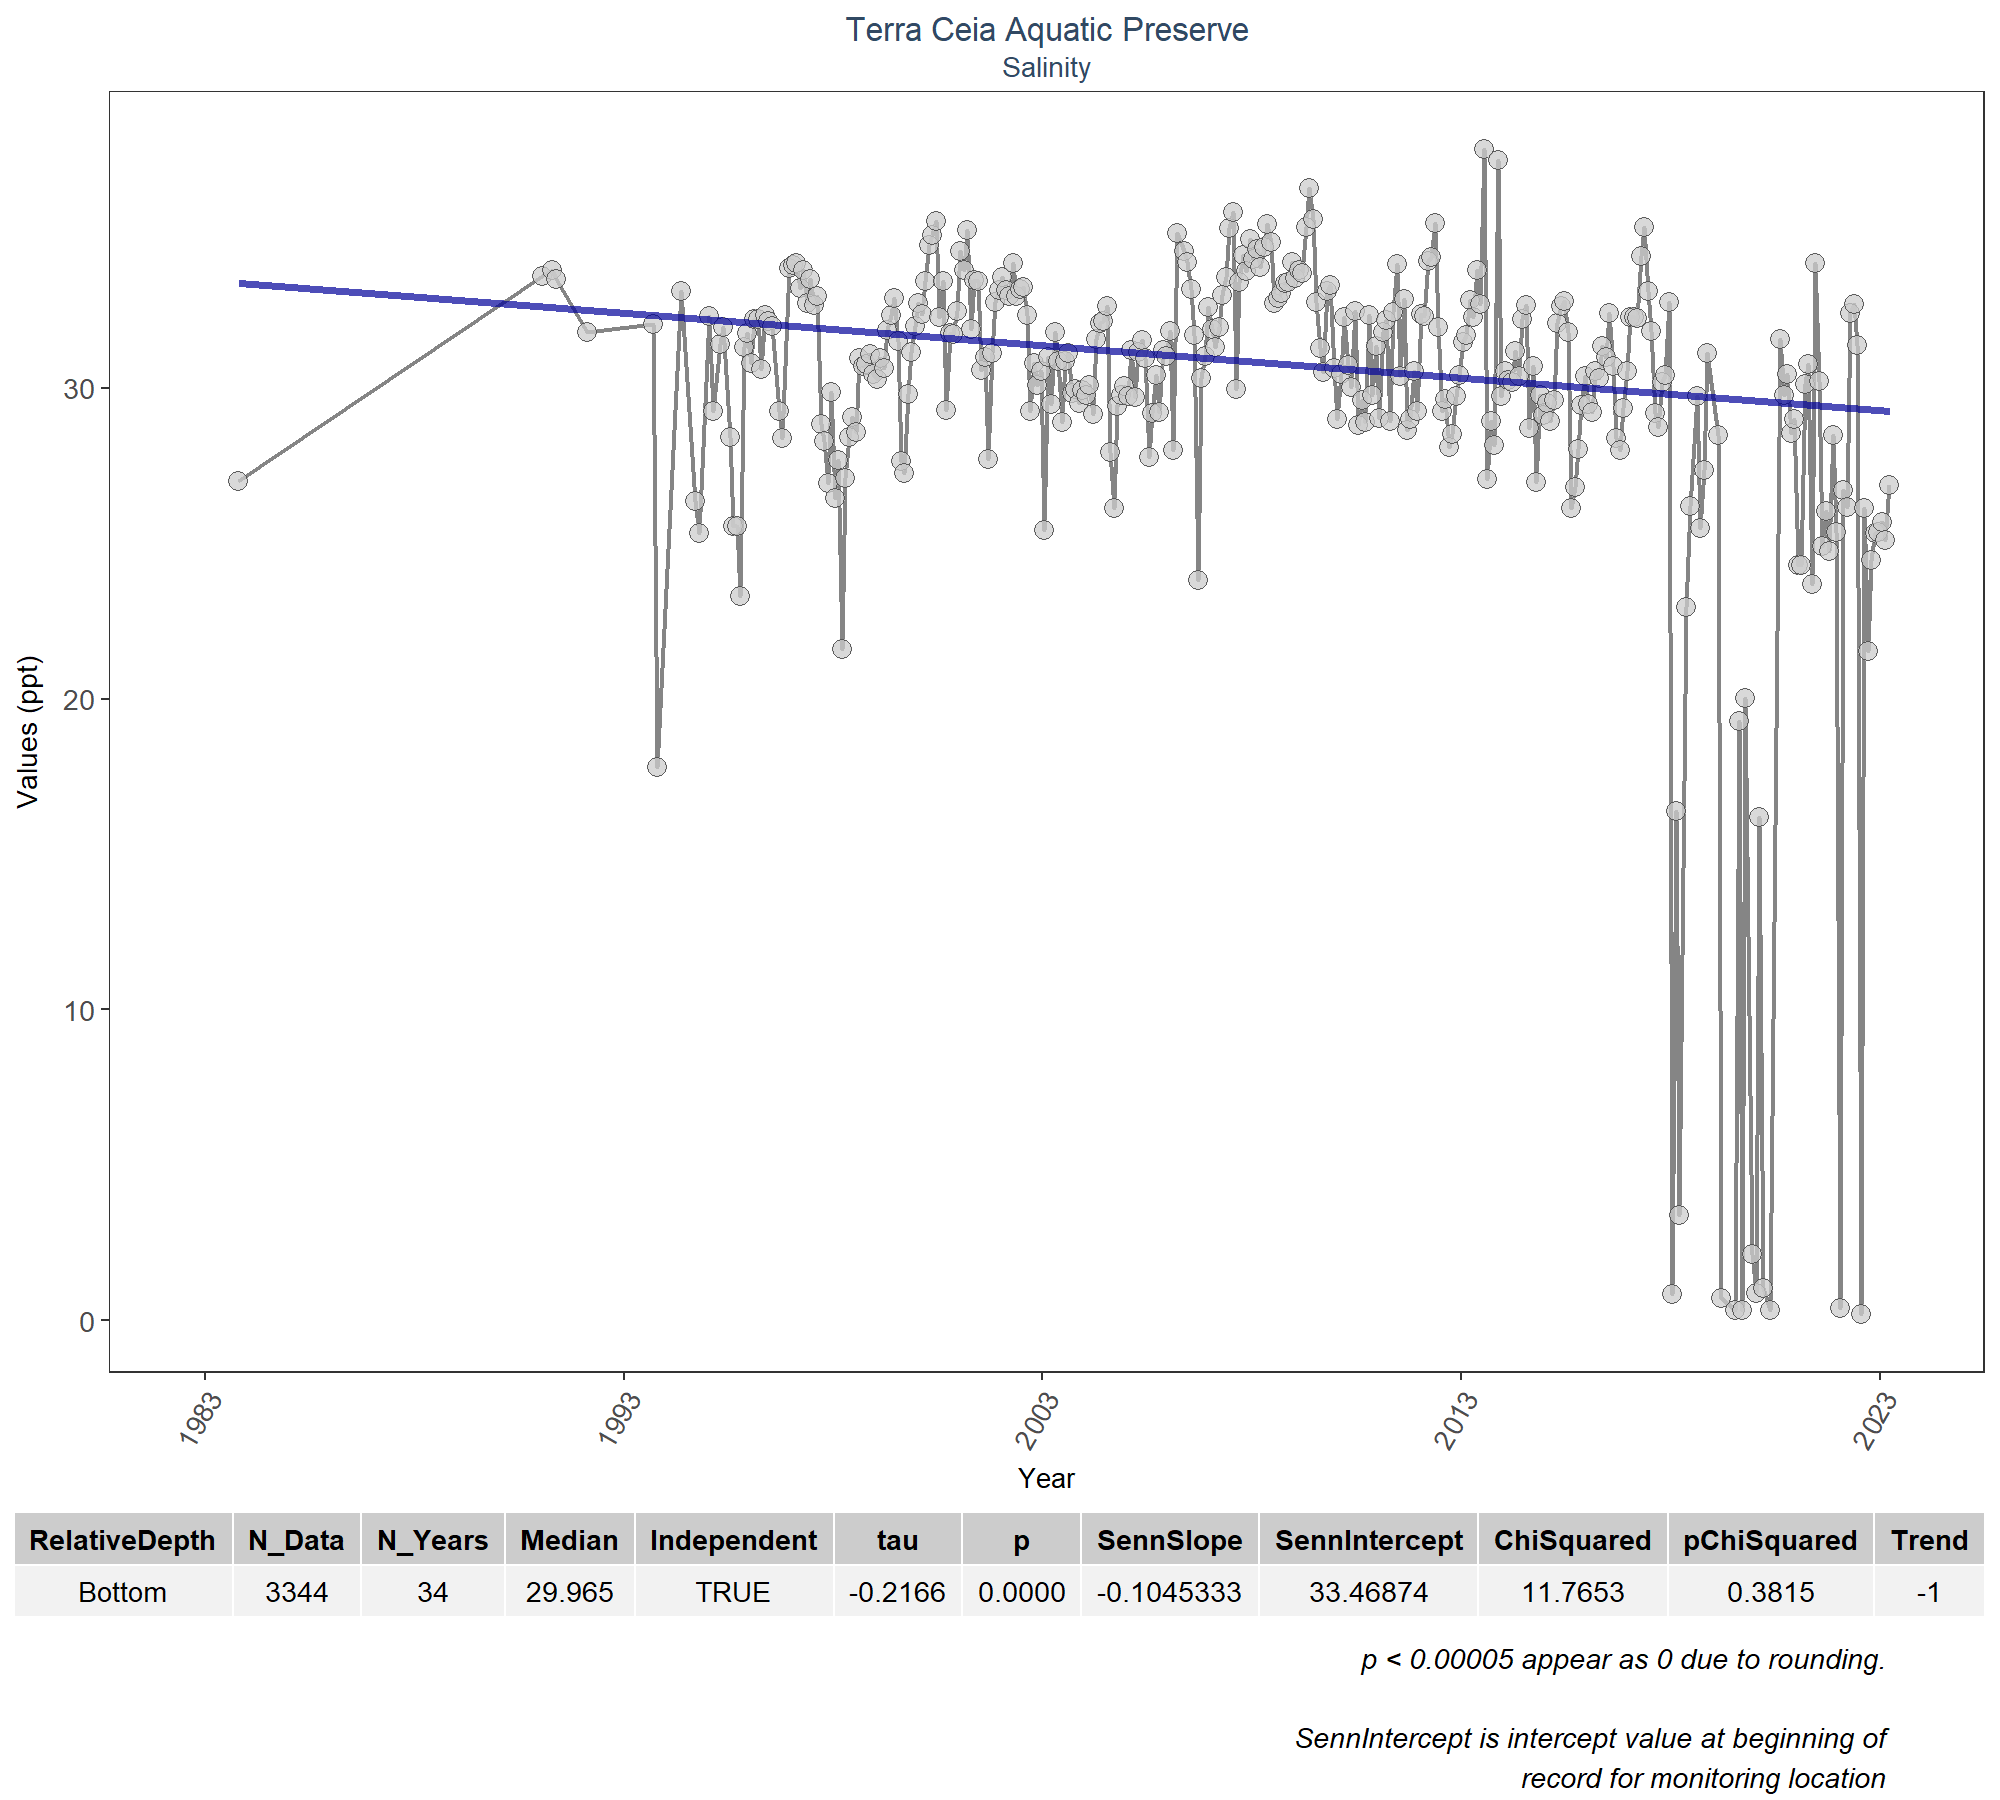 Terra Ceia Aquatic Preserve
Salinity
Values (ppt)
30
20
10
0
1983
1993
2003
2013
2023
Year
RelativeDepth N_Data N_Years Median Independent tau p SennSlope SennIntercept ChiSquared pChiSquared Trend
Bottom 3344 34 29.965 TRUE -0.2166 0.0000 -0.1045333 33.46874 11.7653 0.3815 -1
p < 0.00005 appear as 0 due to rounding.
SennIntercept is intercept value at beginning of
record for monitoring location